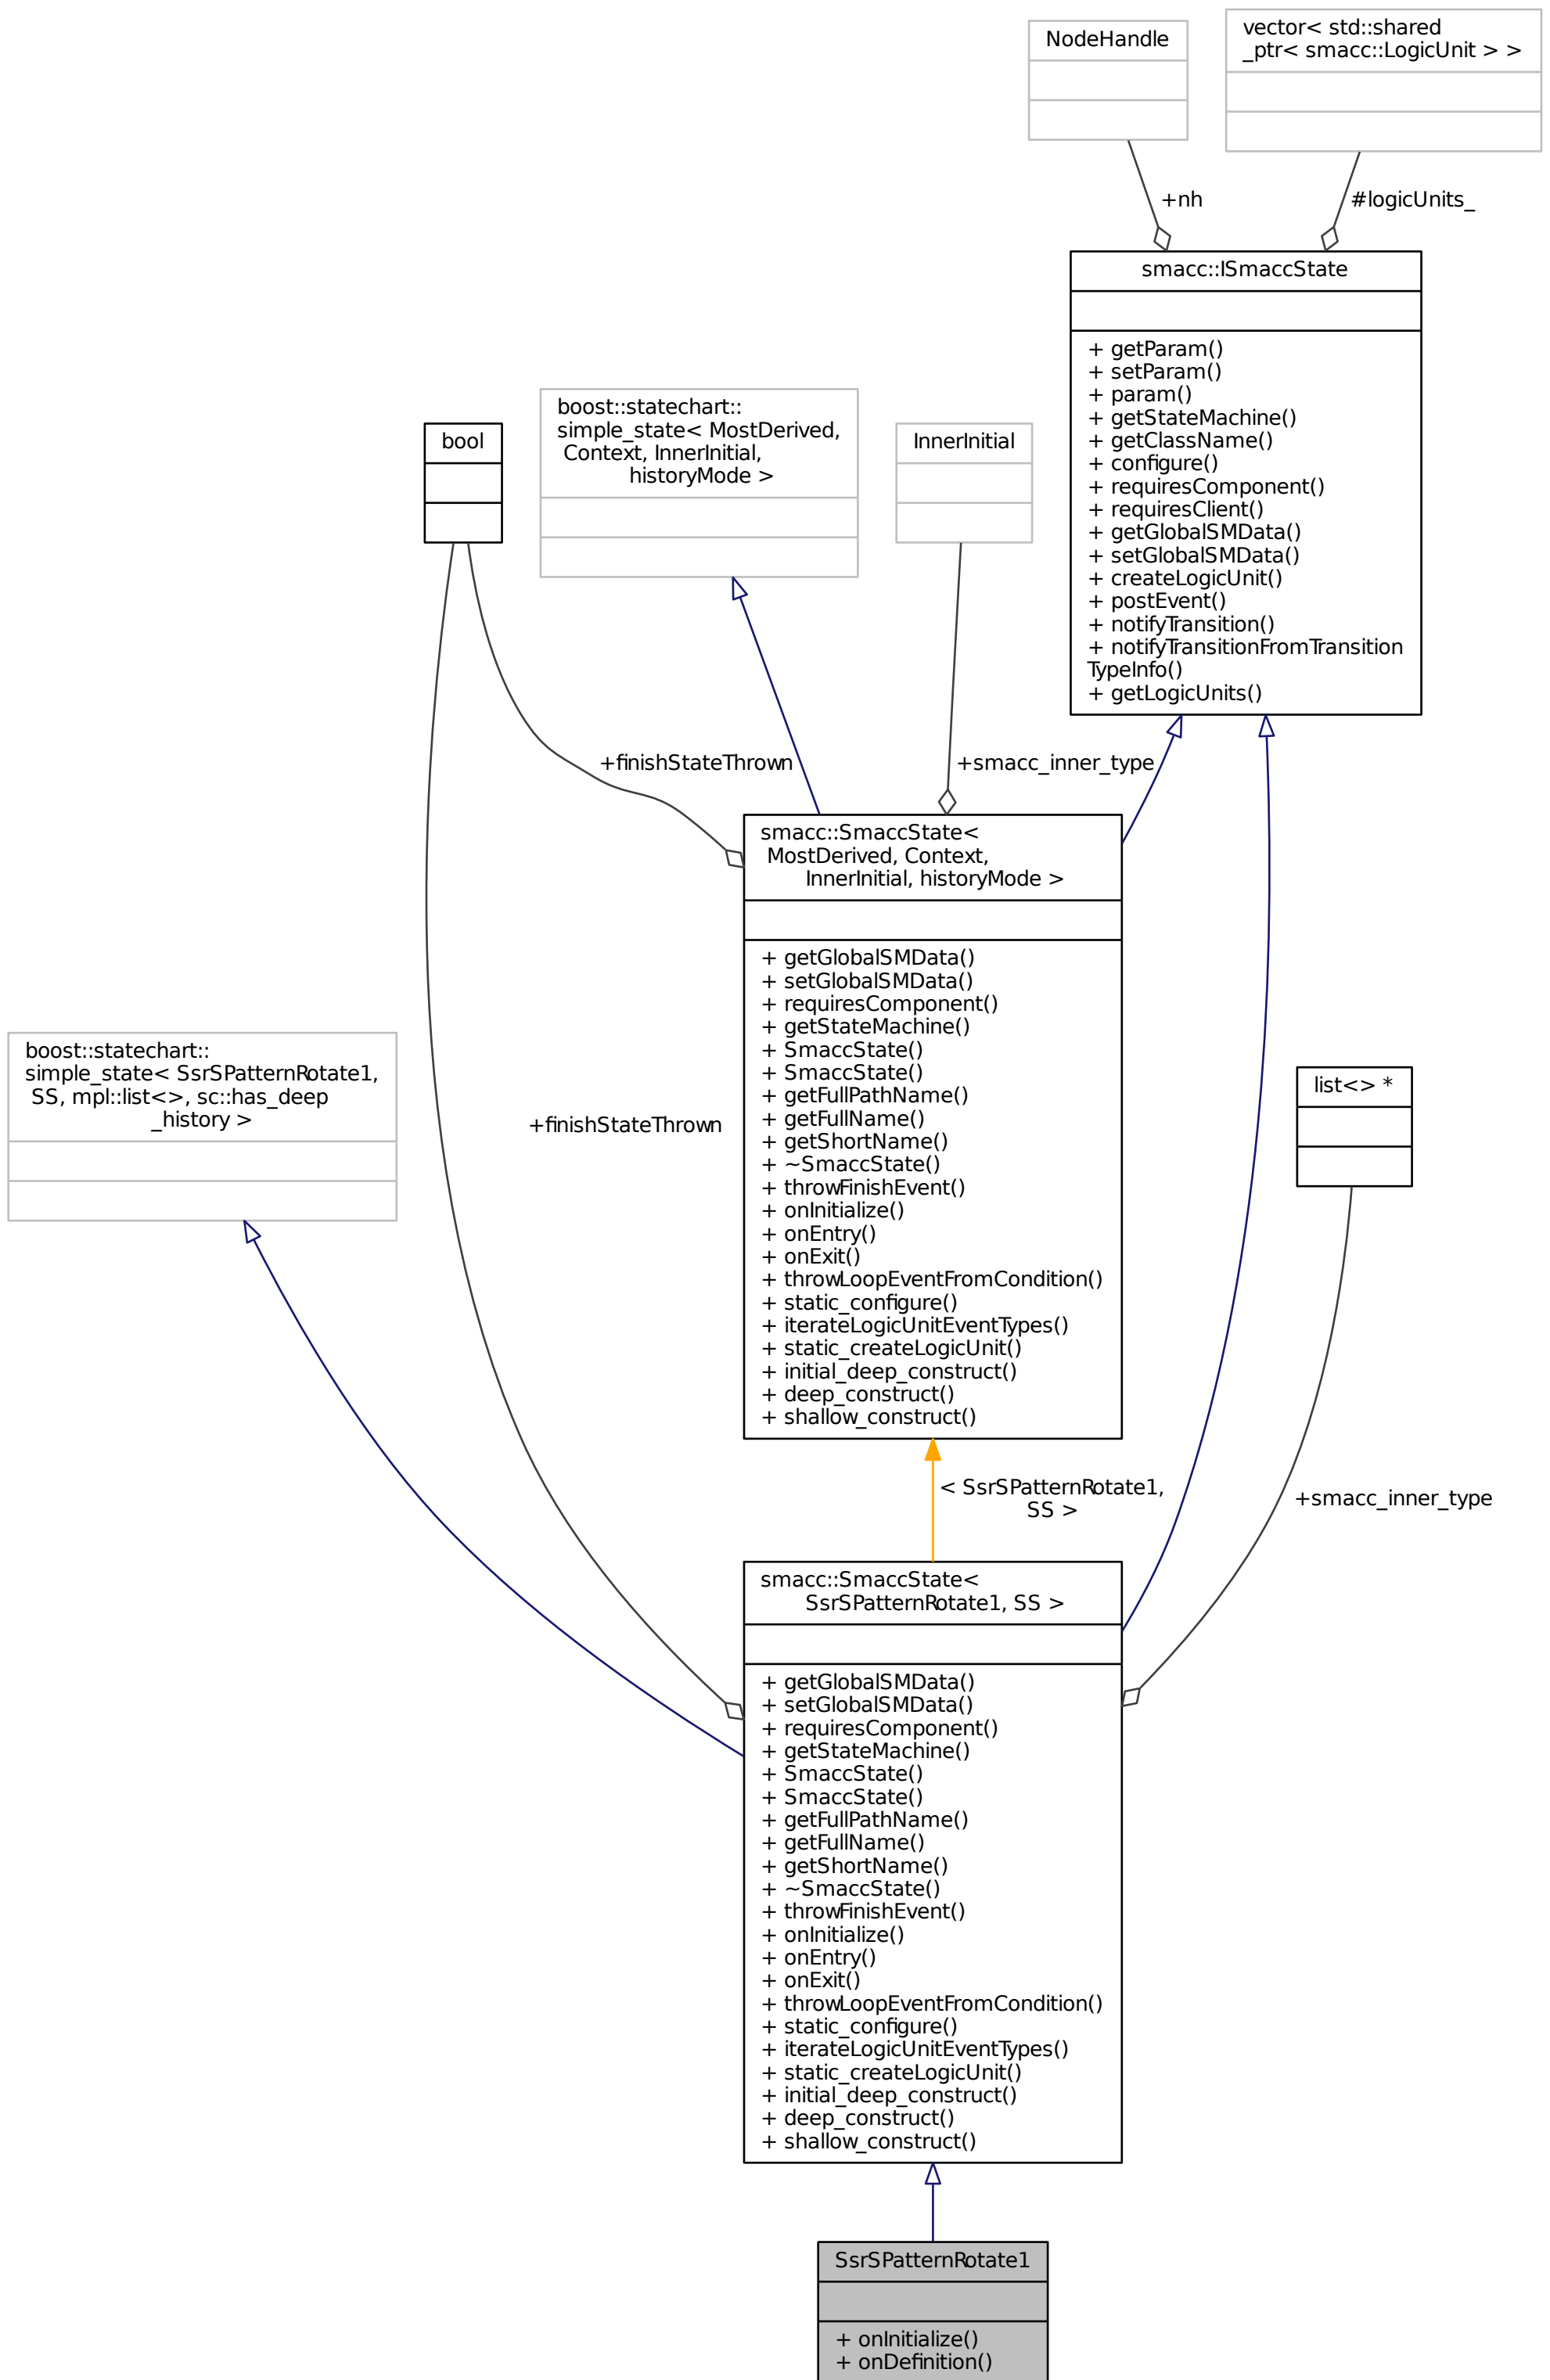 NodeHandle
vector< std::shared
_ptr< smacc::LogicUnit > >
+nh
#logicUnits_
smacc::ISmaccState
+ getParam()
+ setParam()
+ param()
+ getStateMachine()
+ getClassName()
+ configure()
+ requiresComponent()
+ requiresClient()
+ getGlobalSMData()
+ setGlobalSMData()
+ createLogicUnit()
+ postEvent()
+ notifyTransition()
+ notifyTransitionFromTransition
TypeInfo()
+ getLogicUnits()
bool
boost::statechart::
simple_state< MostDerived,
Context, InnerInitial,
historyMode >
InnerInitial
+finishStateThrown
+smacc_inner_type
smacc::SmaccState<
MostDerived, Context,
InnerInitial, historyMode >
+ getGlobalSMData()
+ setGlobalSMData()
+ requiresComponent()
+ getStateMachine()
+ SmaccState()
+ SmaccState()
+ getFullPathName()
+ getFullName()
+ getShortName()
+ ~SmaccState()
+ throwFinishEvent()
+ onInitialize()
+ onEntry()
+ onExit()
+ throwLoopEventFromCondition()
+ static_configure()
+ iterateLogicUnitEventTypes()
+ static_createLogicUnit()
+ initial_deep_construct()
+ deep_construct()
+ shallow_construct()
boost::statechart::
simple_state< SsrSPatternRotate1,
SS, mpl::list<>, sc::has_deep
_history >
+finishStateThrown
list<> *
< SsrSPatternRotate1,
SS >
+smacc_inner_type
smacc::SmaccState<
SsrSPatternRotate1, SS >
+ getGlobalSMData()
+ setGlobalSMData()
+ requiresComponent()
+ getStateMachine()
+ SmaccState()
+ SmaccState()
+ getFullPathName()
+ getFullName()
+ getShortName()
+ ~SmaccState()
+ throwFinishEvent()
+ onInitialize()
+ onEntry()
+ onExit()
+ throwLoopEventFromCondition()
+ static_configure()
+ iterateLogicUnitEventTypes()
+ static_createLogicUnit()
+ initial_deep_construct()
+ deep_construct()
+ shallow_construct()
SsrSPatternRotate1
+ onInitialize()
+ onDefinition()